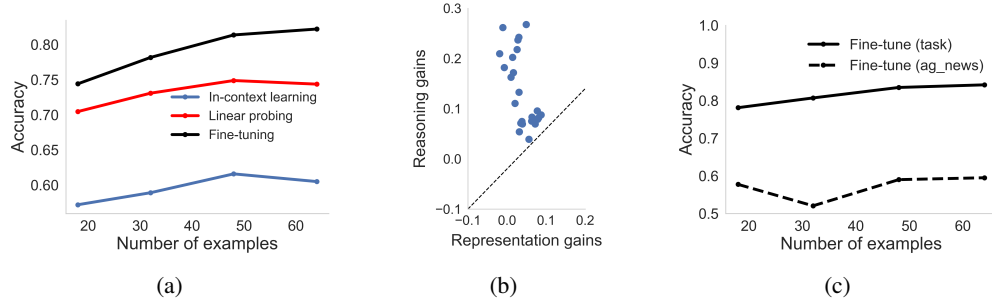 Accuracy
0.80
0.75
0.70
0.65
0.60
In-context learning
Linear probing
Fine-tuning
20 30 40 50 60
Number of examples
(a)
Reasoning gains
0.3
0.2
0.1
0.0
−0.1
−0.1 0.0 0.1 0.2
Representation gains
(b)
Accuracy
1.0
0.9
0.8
0.7
0.6
0.5
Fine-tune (task)
Fine-tune (ag_news)
20 30 40 50 60
Number of examples
(c)